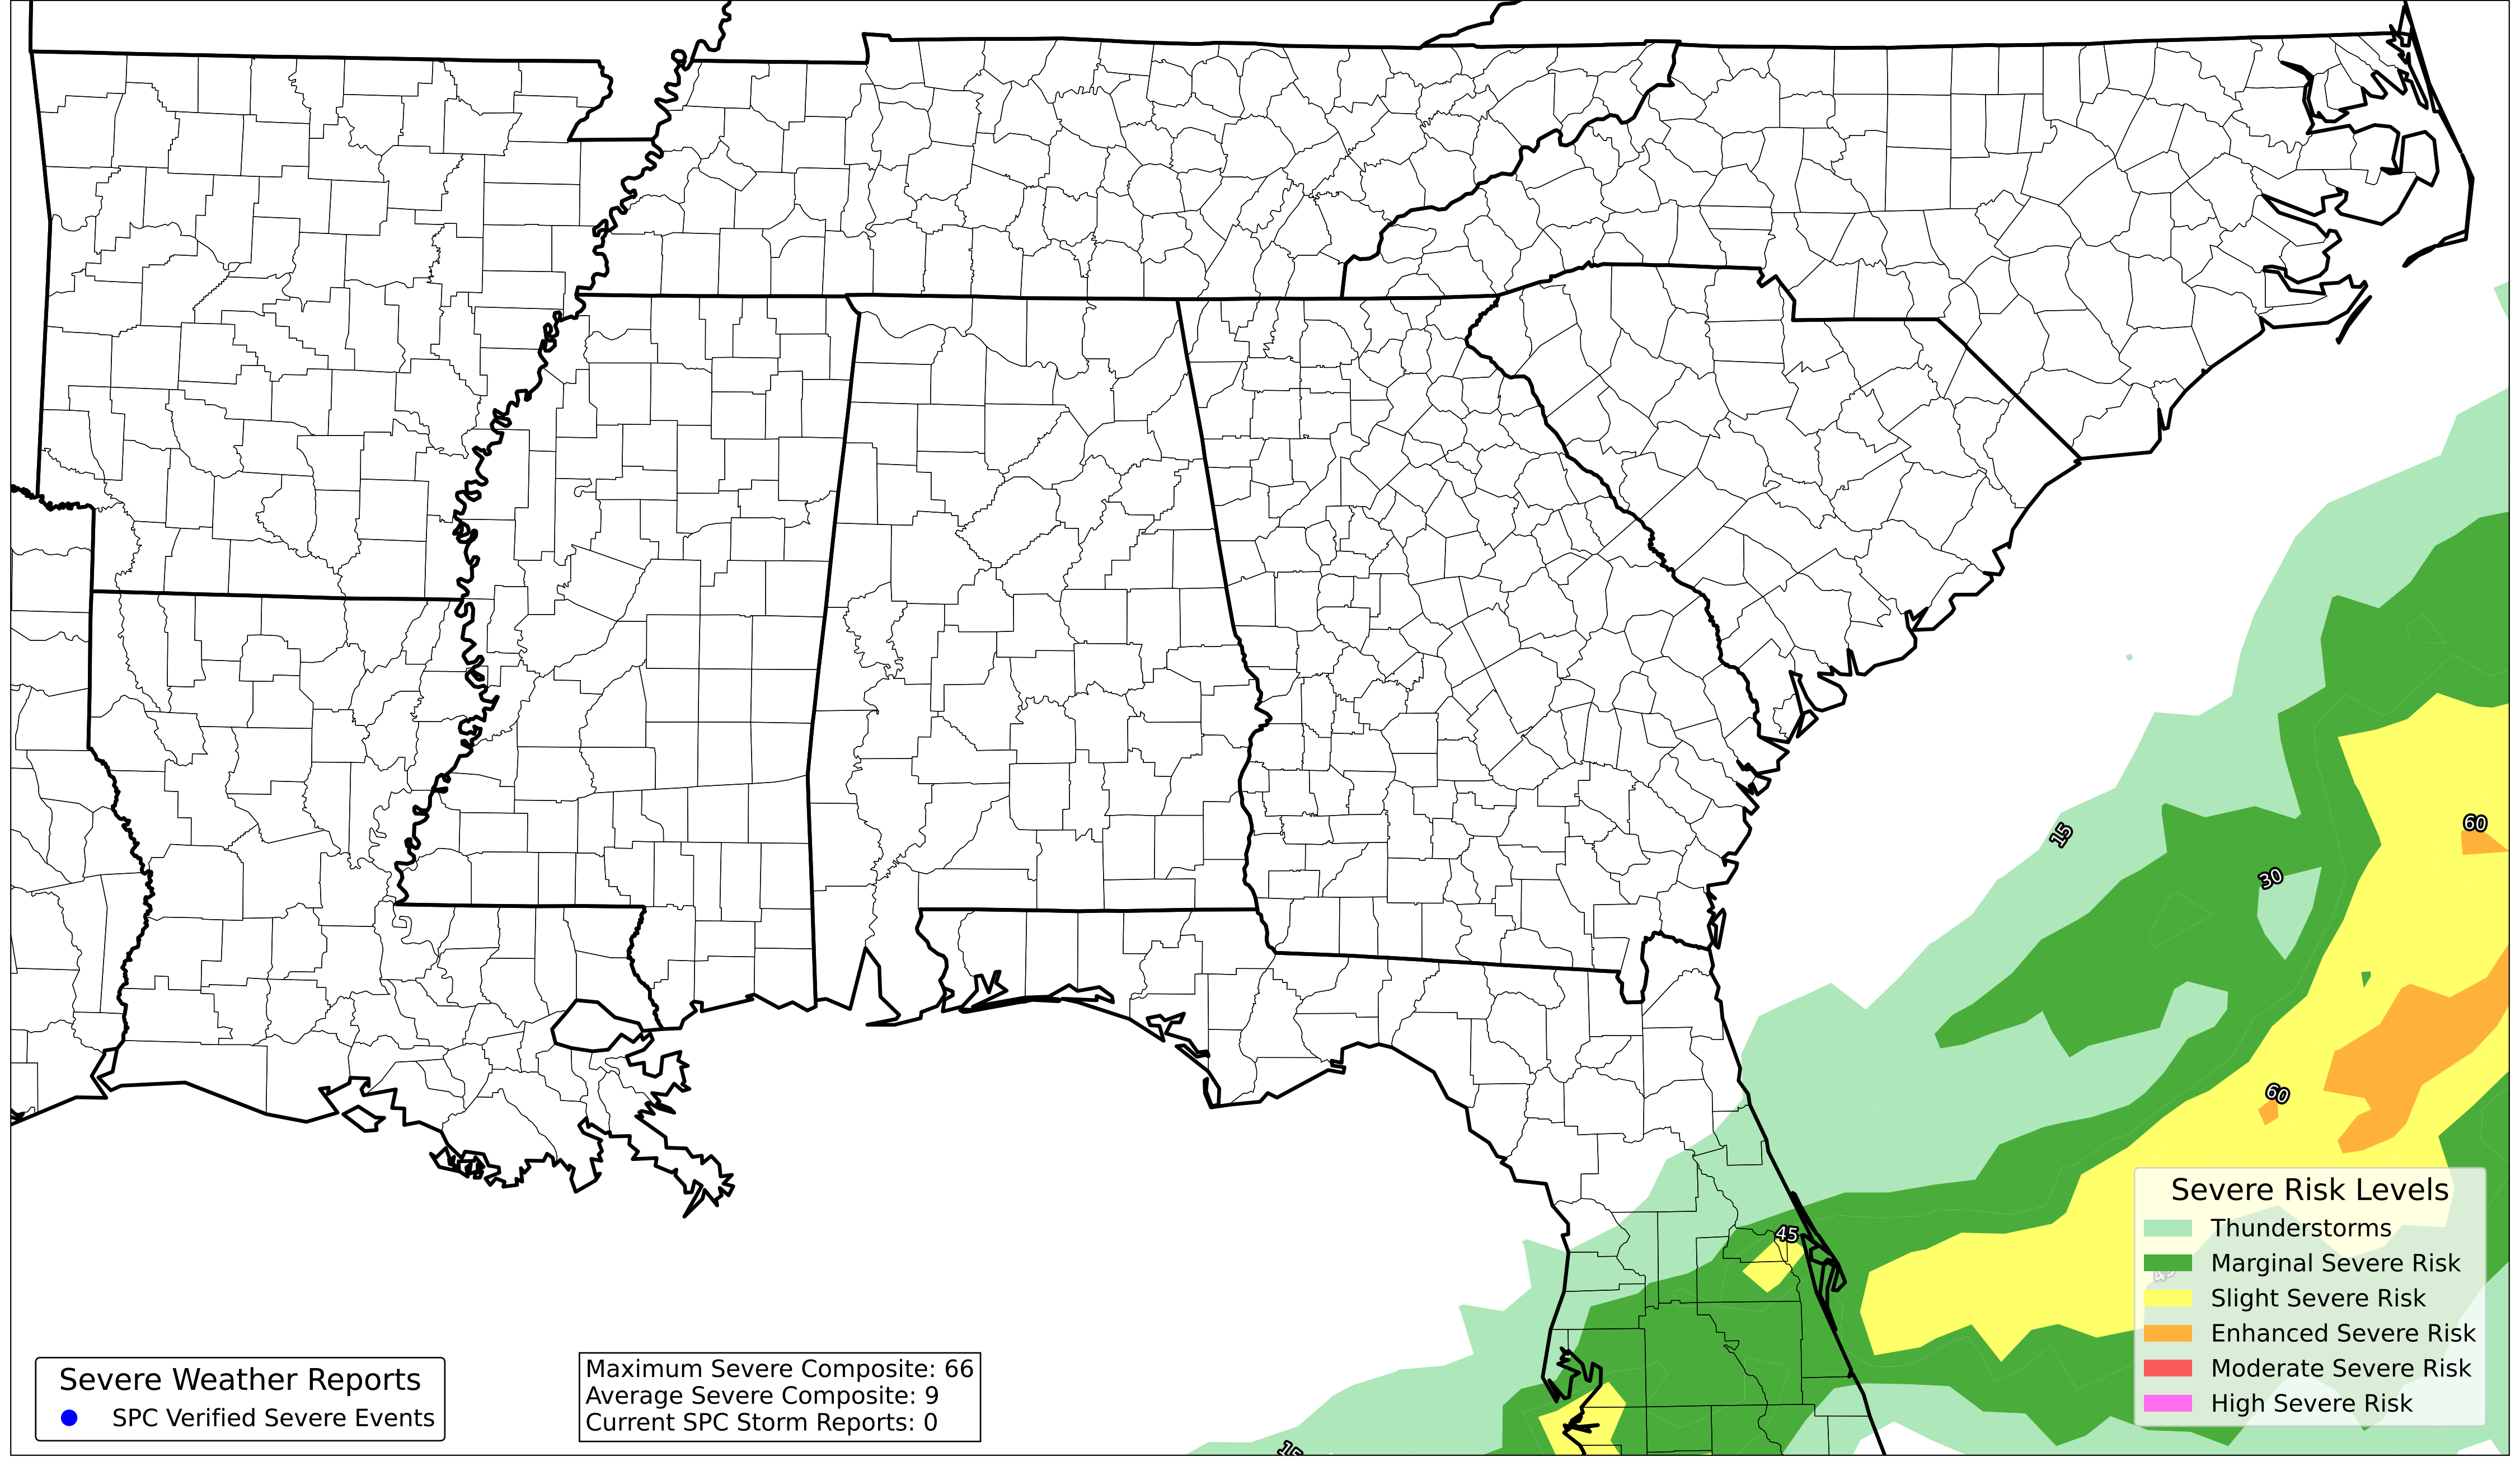 15
60
30
60
45
Severe Risk Levels
Thunderstorms
Marginal Severe Risk
45
Slight Severe Risk
Enhanced Severe Risk
Moderate Severe Risk
High Severe Risk
Severe Weather Reports
SPC Verified Severe Events
Maximum Severe Composite: 66
Average Severe Composite: 9
Current SPC Storm Reports: 0
15